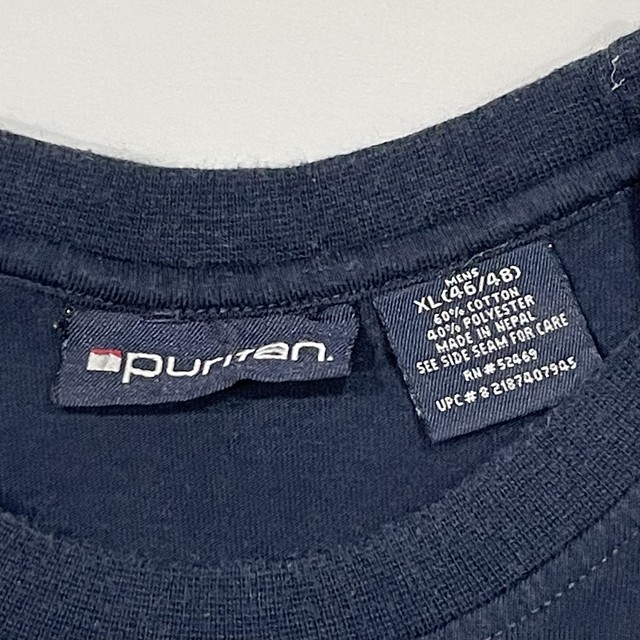 puritan.
MENS
XL(46/48)
60% COTTON
40% POLYESTER
MADE IN NEPAL
SEE SIDE SEAM FOR CARE
RN#52469
UPC#82187407945